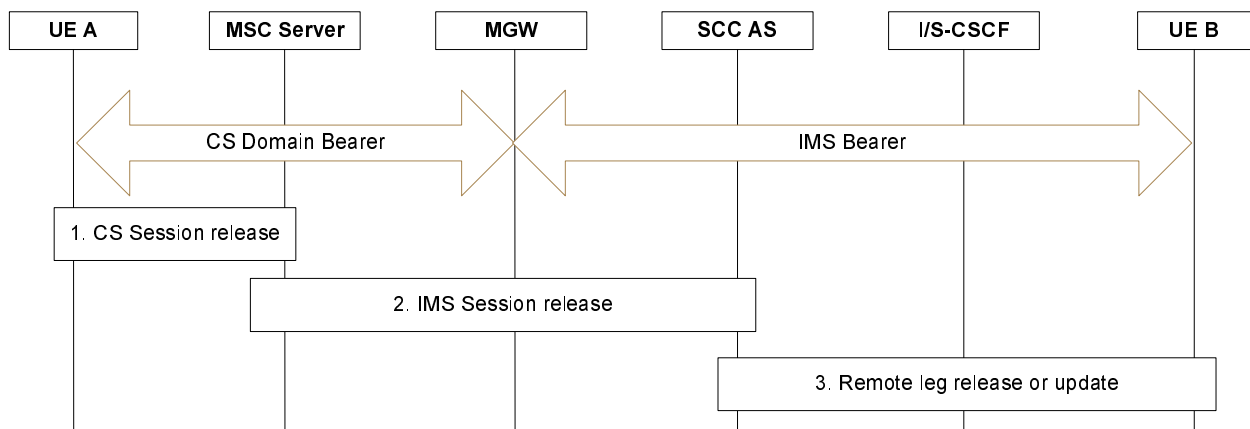 UE A
MSC Server
MGW
SCC AS
I/S-CSCF
UE B
CS Domain Bearer
IMS Bearer
1. CS Session release
2. IMS Session release
3. Remote leg release or update